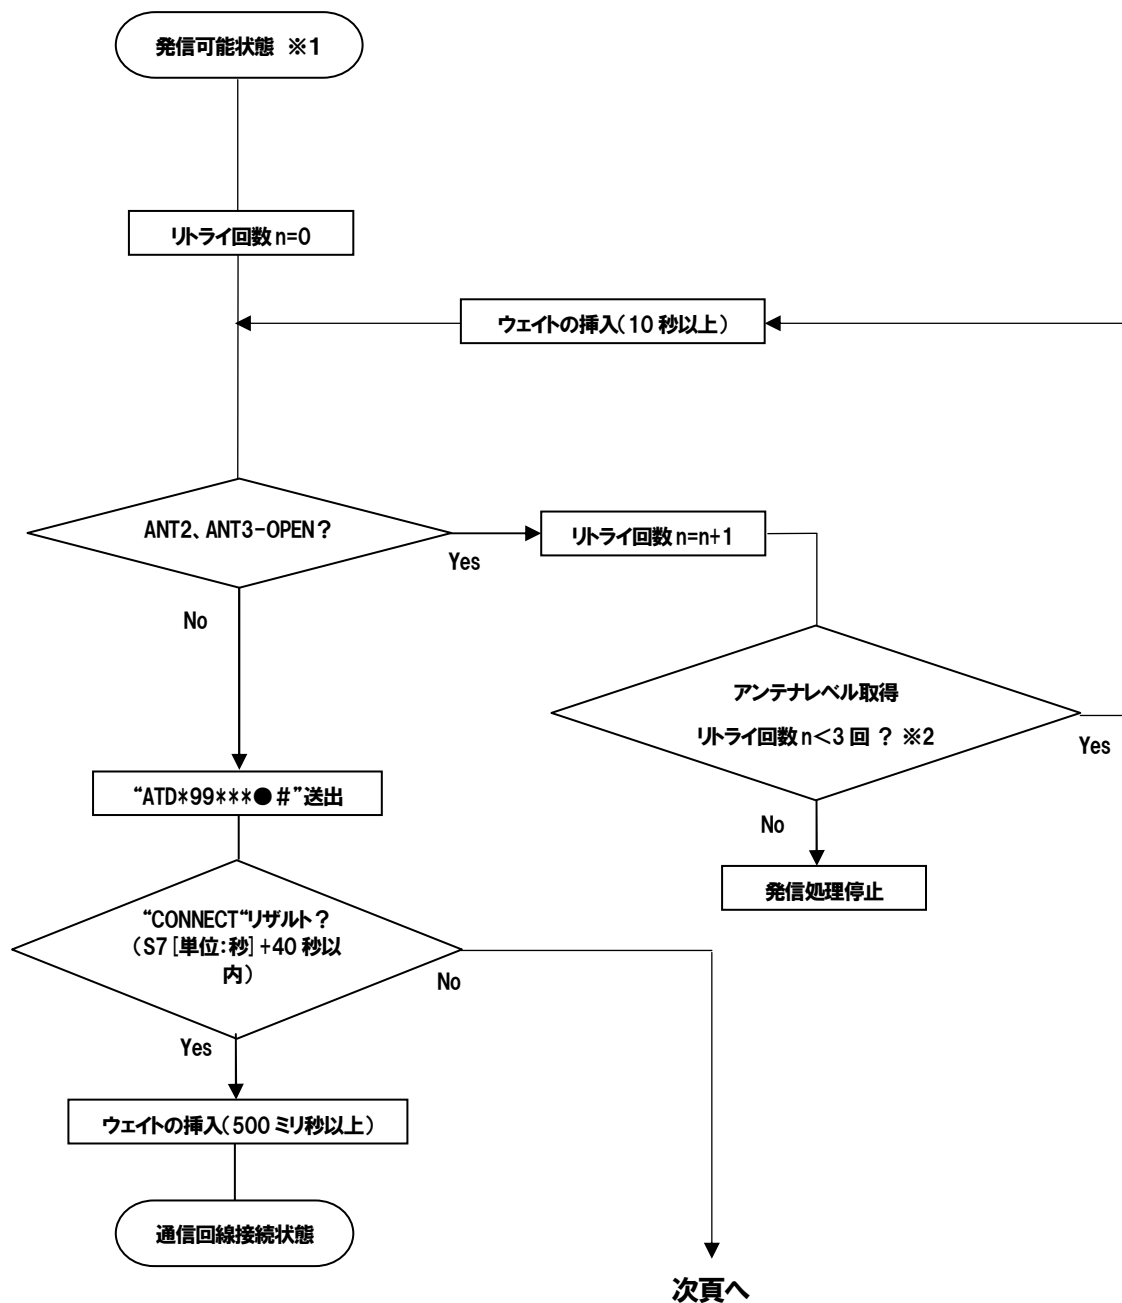 発信可能状態 ※1
リトライ回数 n=0
ウェイトの挿入(10 秒以上)
ANT2、ANT3-OPEN?
Yes
リトライ回数 n=n+1
No
アンテナレベル取得
リトライ回数 n<3 回 ? ※2
Yes
No
発信処理停止
“ATD*99***●#”送出
“CONNECT“リザルト?
(S7 [単位:秒] +40 秒以
内)
No
Yes
ウェイトの挿入(500 ミリ秒以上)
通信回線接続状態
次頁へ